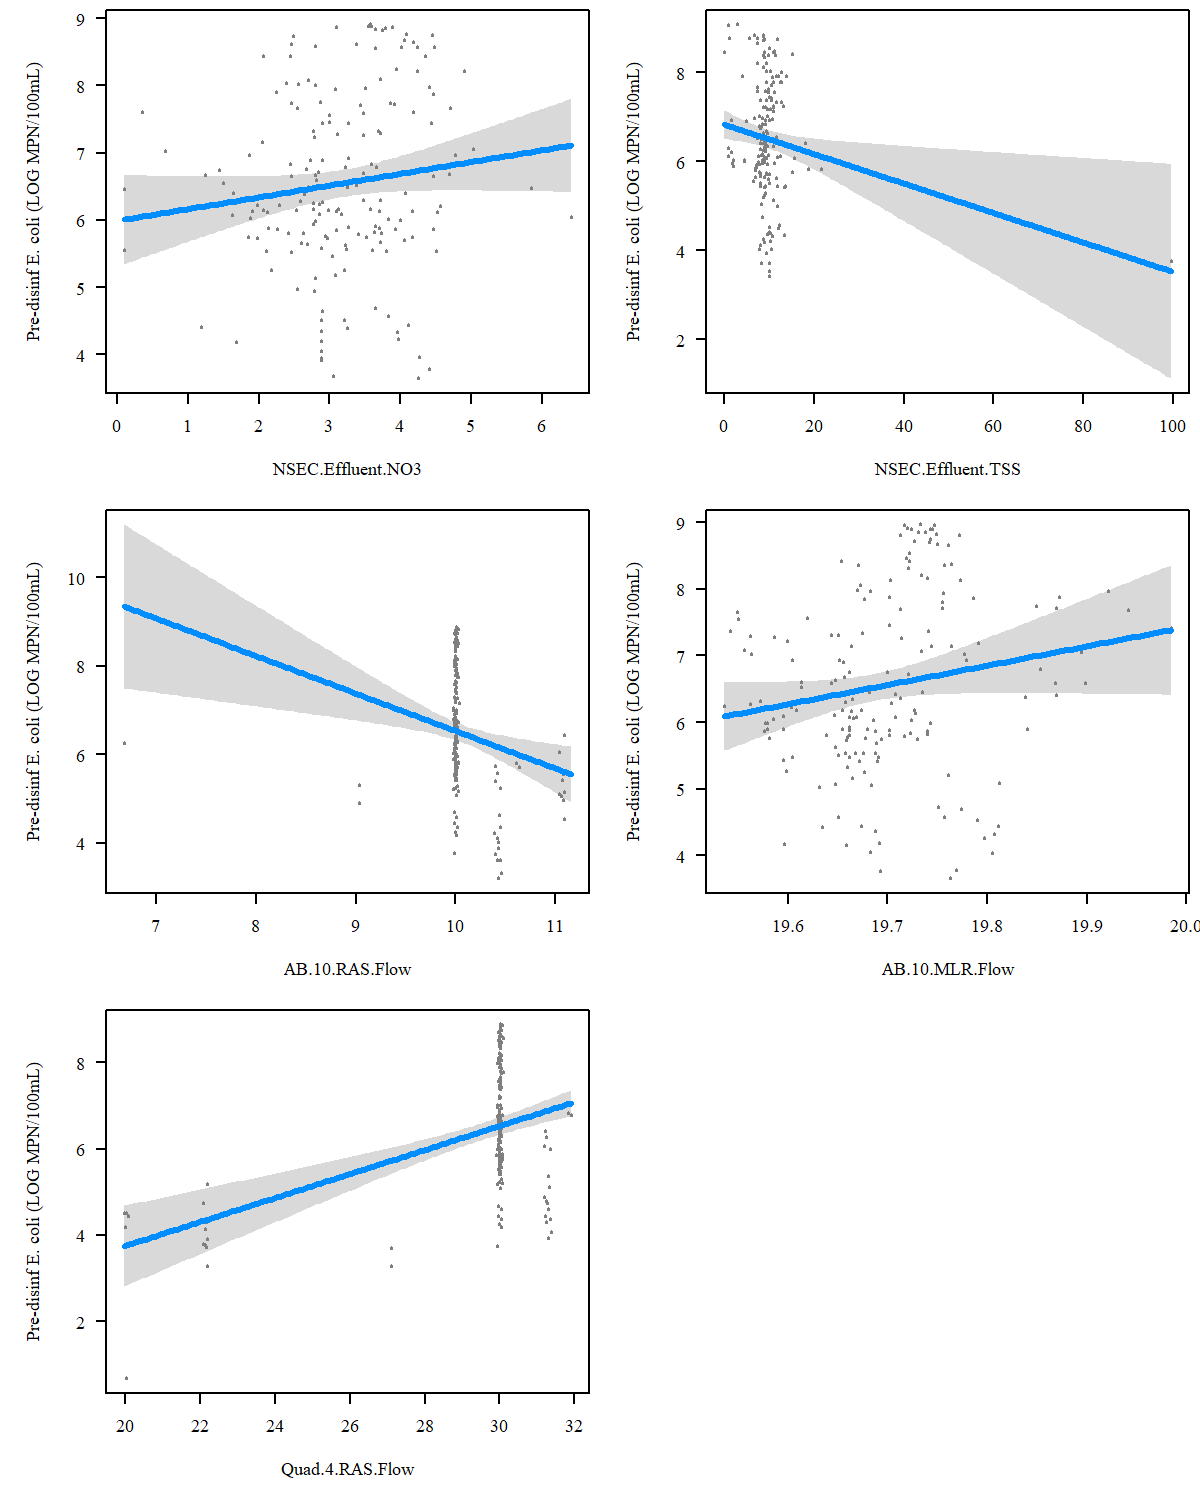 Pre-disinf E. coli (LOG MPN/100mL)
9
8
7
6
5
4
0 1 2 3 4 5 6
NSEC.Effluent.NO3
Pre-disinf E. coli (LOG MPN/100mL)
8
6
4
2
0 20 40 60 80 100
NSEC.Effluent.TSS
Pre-disinf E. coli (LOG MPN/100mL)
10
8
6
4
7 8 9 10 11
AB.10.RAS.Flow
Pre-disinf E. coli (LOG MPN/100mL)
9
8
7
6
5
4
19.6 19.7 19.8 19.9 20.0
AB.10.MLR.Flow
Pre-disinf E. coli (LOG MPN/100mL)
8
6
4
2
20 22 24 26 28 30 32
Quad.4.RAS.Flow